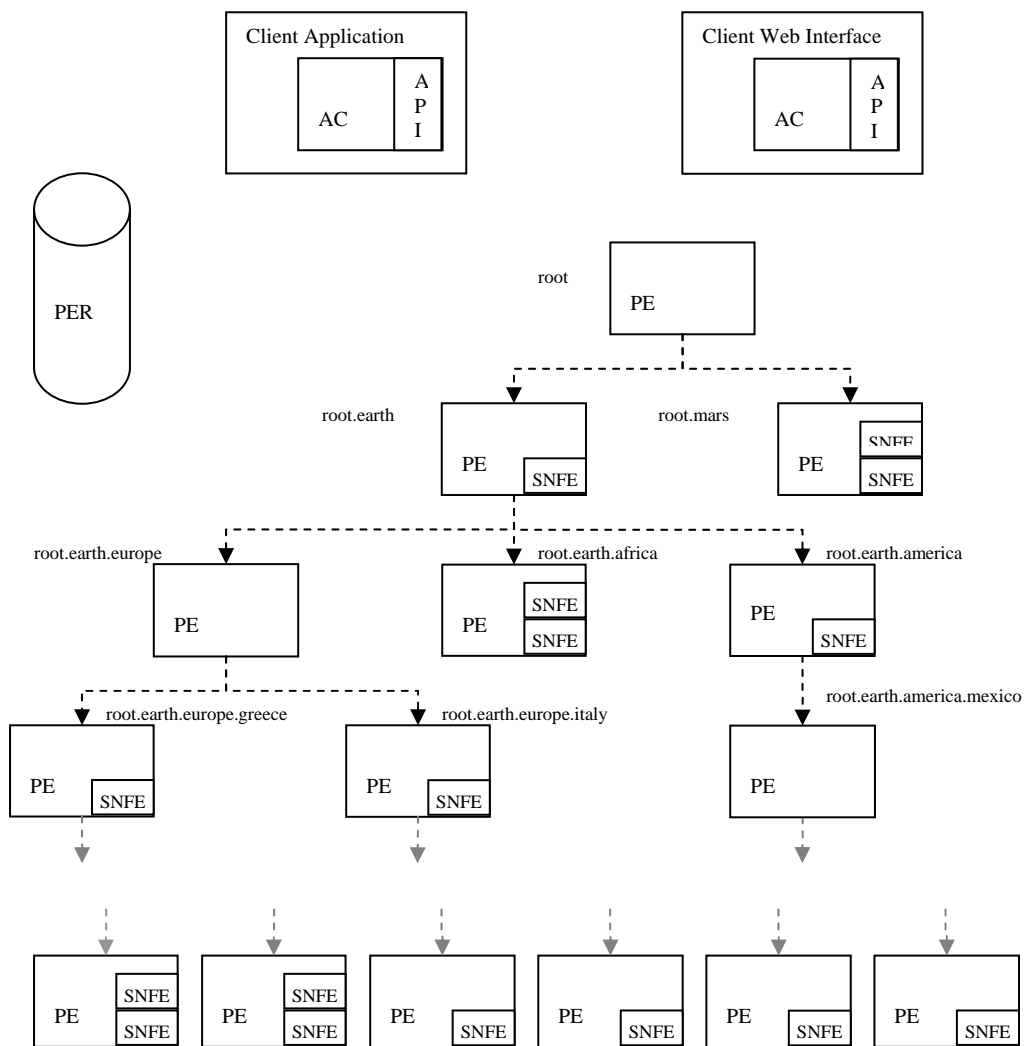 Client Application
AC
A
P
I
Client Web Interface
AC
A
P
I
PER
root
PE
root.earth
PE
SNFE
root.mars
PE
SNFE
SNFE
root.earth.europe
PE
root.earth.africa
PE
SNFE
SNFE
root.earth.america
PE
SNFE
root.earth.europe.greece
PE
SNFE
root.earth.europe.italy
PE
SNFE
root.earth.america.mexico
PE
PE
SNFE
SNFE
PE
SNFE
SNFE
PE
SNFE
PE
SNFE
PE
SNFE
PE
SNFE